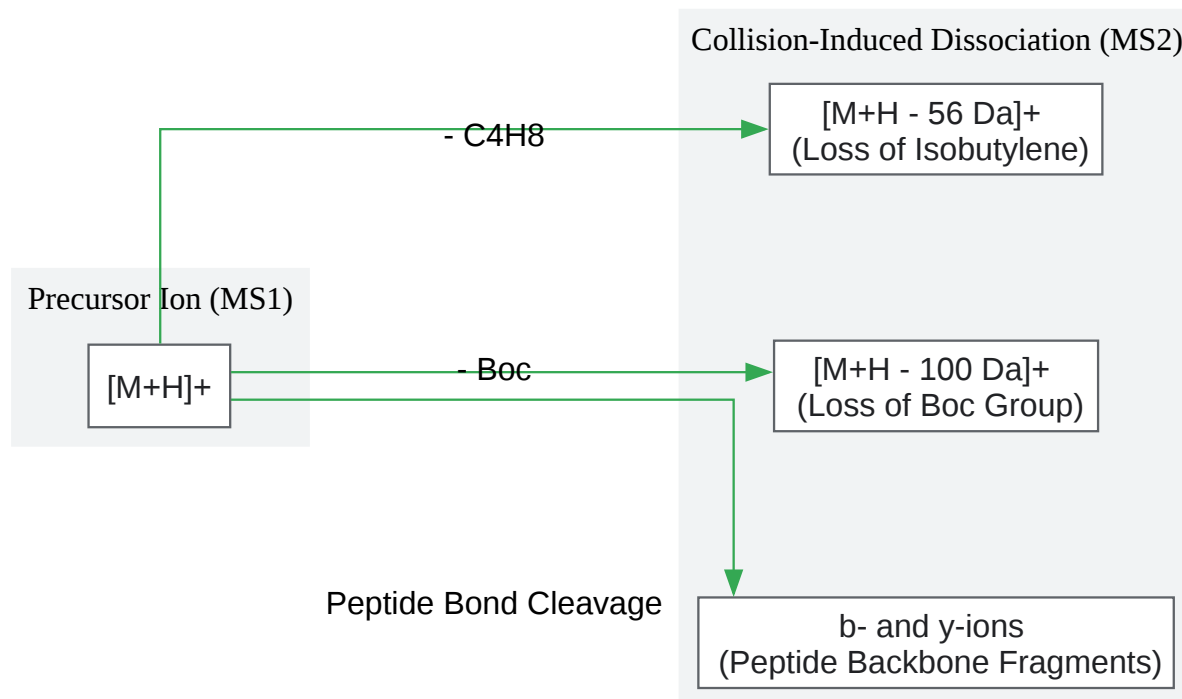 Collision-Induced Dissociation (MS2)
- C4H8
[M+H - 56 Da]+
(Loss of Isobutylene)
Precursor Ion (MS1)
[M+H]+
- Boc
[M+H - 100 Da]+
(Loss of Boc Group)
Peptide Bond Cleavage
b- and y-ions
(Peptide Backbone Fragments)